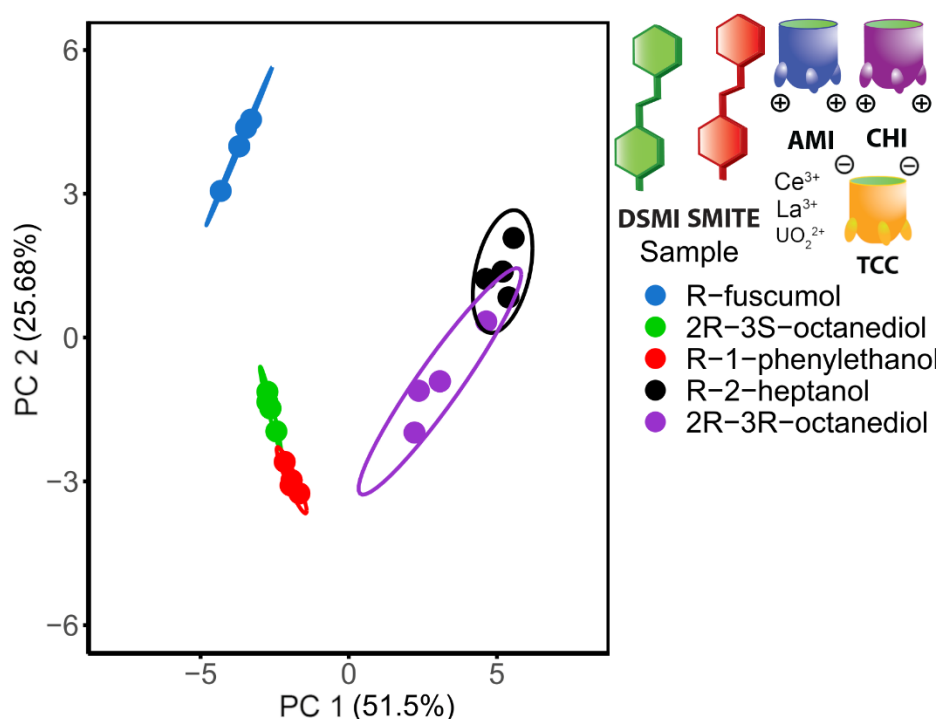 6
3
0
−3
−6
PC 2 (25.68%)
−5
0
5
PC 1 (51.5%)
⊕ ⊕
⊕ ⊕
AMI
CHI
⊖ ⊖
Ce3+
La3+
UO22+
DSMI SMITE
TCC
Sample
R−fuscumol
2R−3S−octanediol
R−1−phenylethanol
R−2−heptanol
2R−3R−octanediol